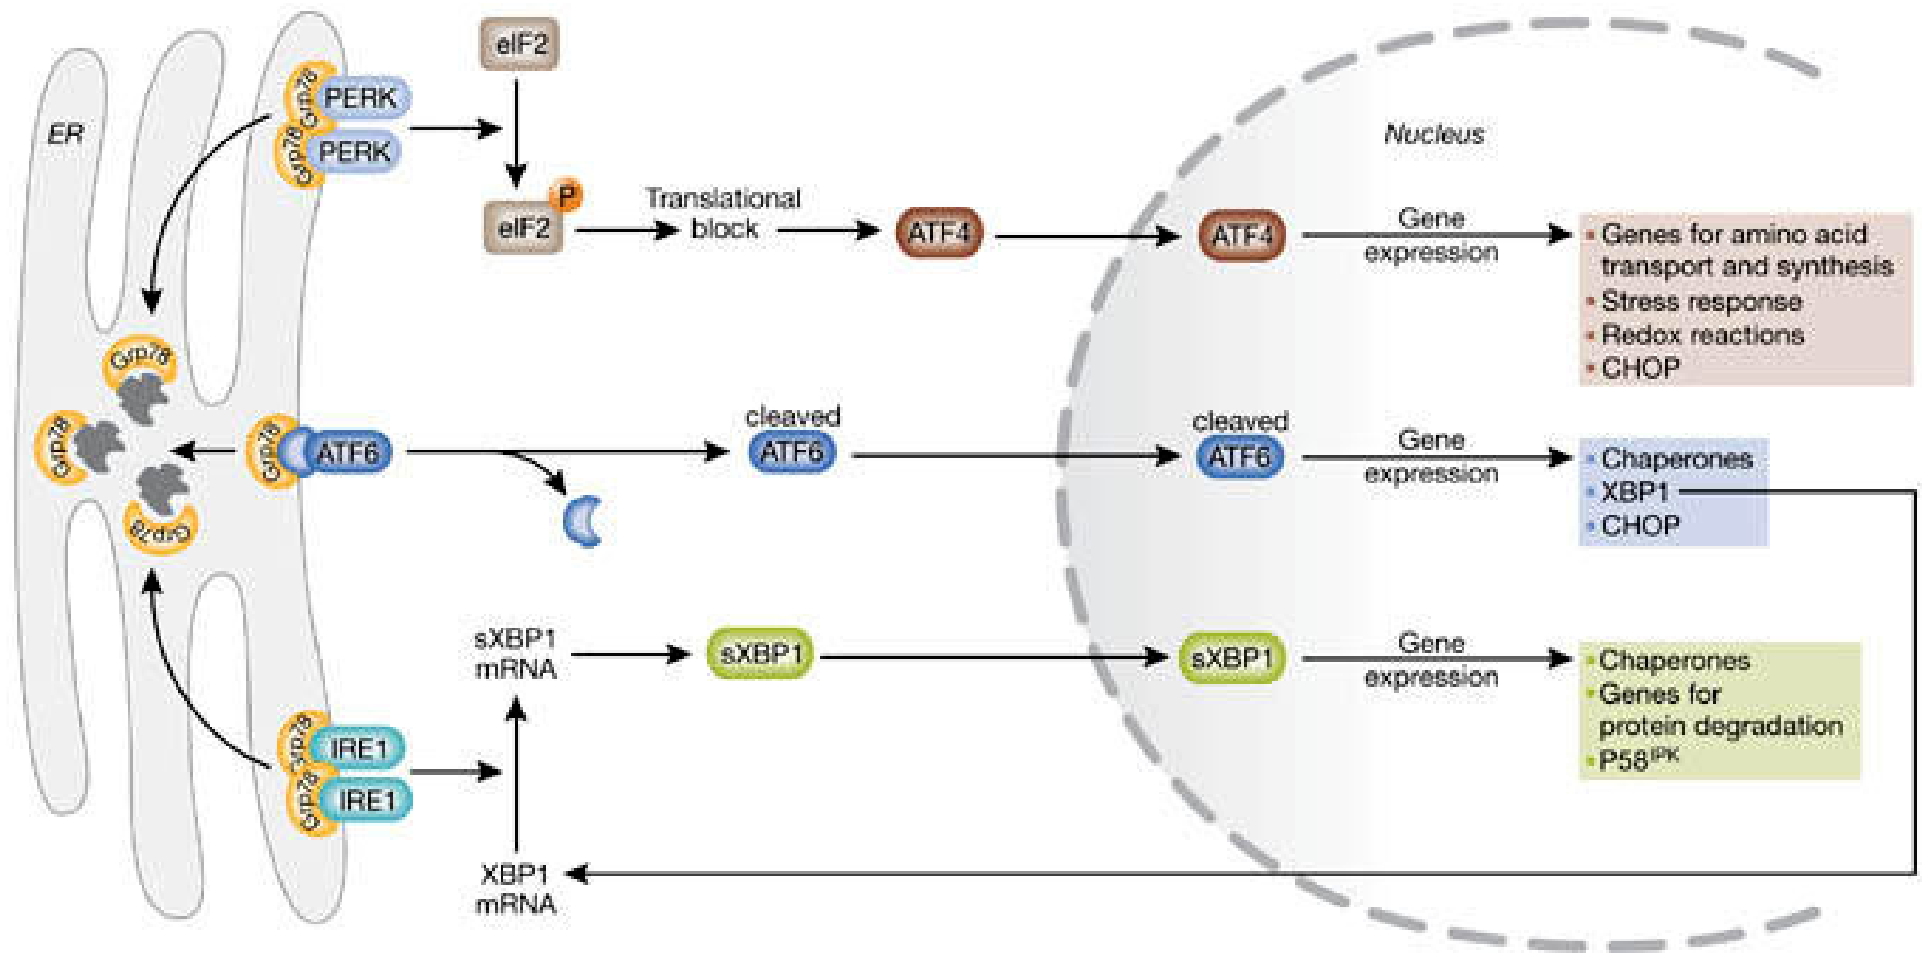 eIF2
Grp78
PERK
ER
Nucleus
Grp78
PERK
P
eIF2
Translational
block
ATF4
ATF4
Gene
expression
• Genes for amino acid
transport and synthesis
• Stress response
• Redox reactions
• CHOP
Grp78
Grp78
Grp78
Grp78
ATF6
cleaved
ATF6
cleaved
ATF6
Gene
expression
• Chaperones
• XBP1
• CHOP
sXBP1
mRNA
sXBP1
sXBP1
Gene
expression
• Chaperones
• Genes for
protein degradation
• P58IPK
Grp78
IRE1
Grp78
IRE1
XBP1
mRNA